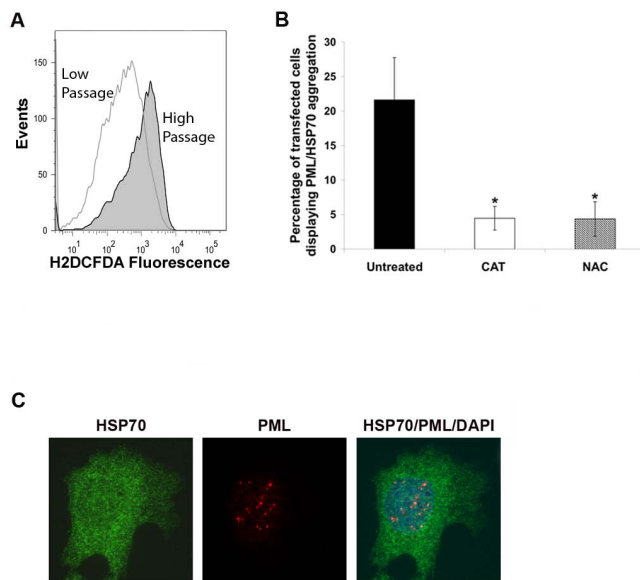 A
150
100
50
0
Events
Low
Passage
High
Passage
10¹ 10² 10³ 10⁴ 10⁵
H2DCFDA Fluorescence
B
Percentage of transfected cells
displaying PML/HSP70 aggregation
30
25
20
15
10
5
0
* *
Untreated CAT NAC
C
HSP70 PML HSP70/PML/DAPI